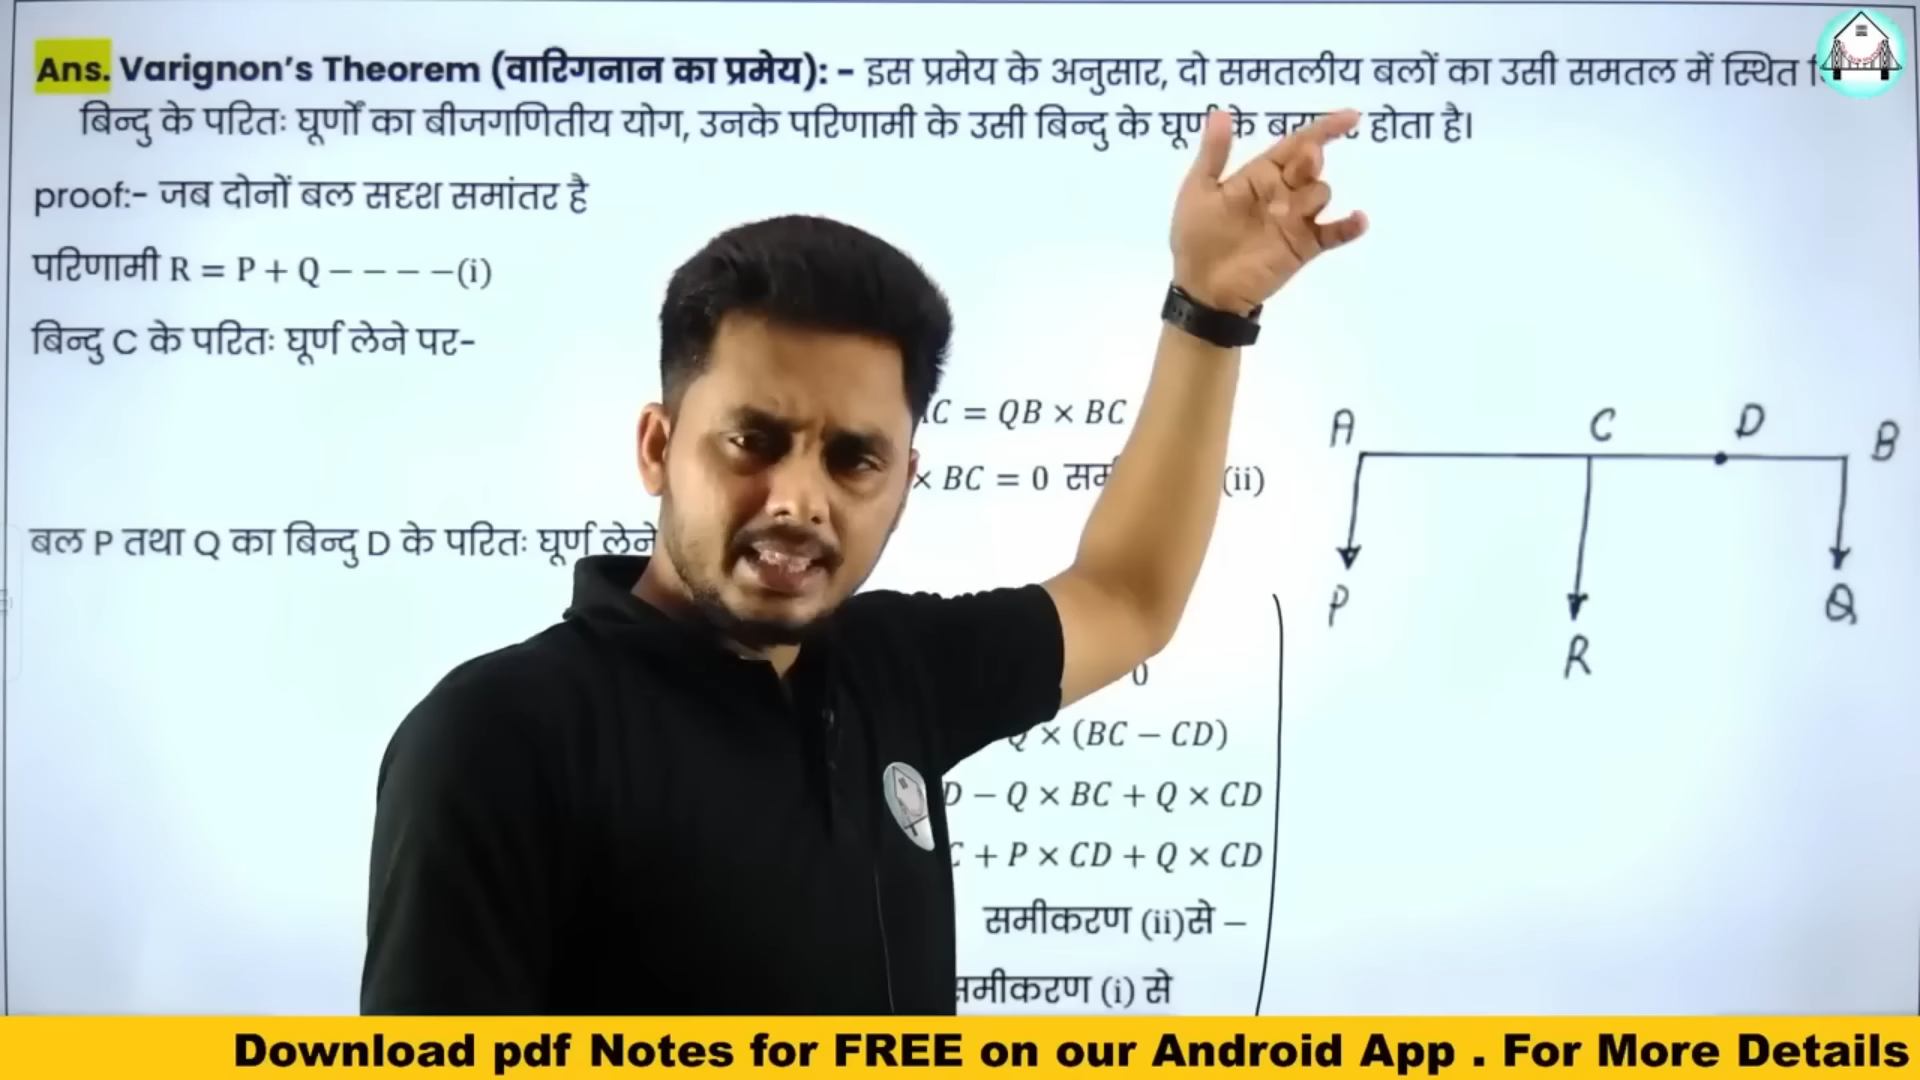 Ans. Varignon's Theorem (वारिगनान का प्रमेय): - इस प्रमेय के अनुसार, दो समतलीय बलों का उसी समतल में स्थित
बिन्दु के परितः घूर्णों का बीजगणितीय योग, उनके परिणामी के उसी बिन्दु के घूर्ण के होता है।
proof:- जब दोनों बल सदृश समांतर है
परिणामी R = P + Q − − − −(i)
बिन्दु C के परितः घूर्ण लेने पर-
C = QB × BC
× BC = 0 (ii)
बल P तथा Q का बिन्दु D के परितः घूर्ण लेने
0
Q × (BC − CD)
D − Q × BC + Q × CD
C + P × CD + Q × CD
समीकरण (ii)से −
समीकरण (i) से
A C D B
P R Q
Download pdf Notes for FREE on our Android App . For More Details